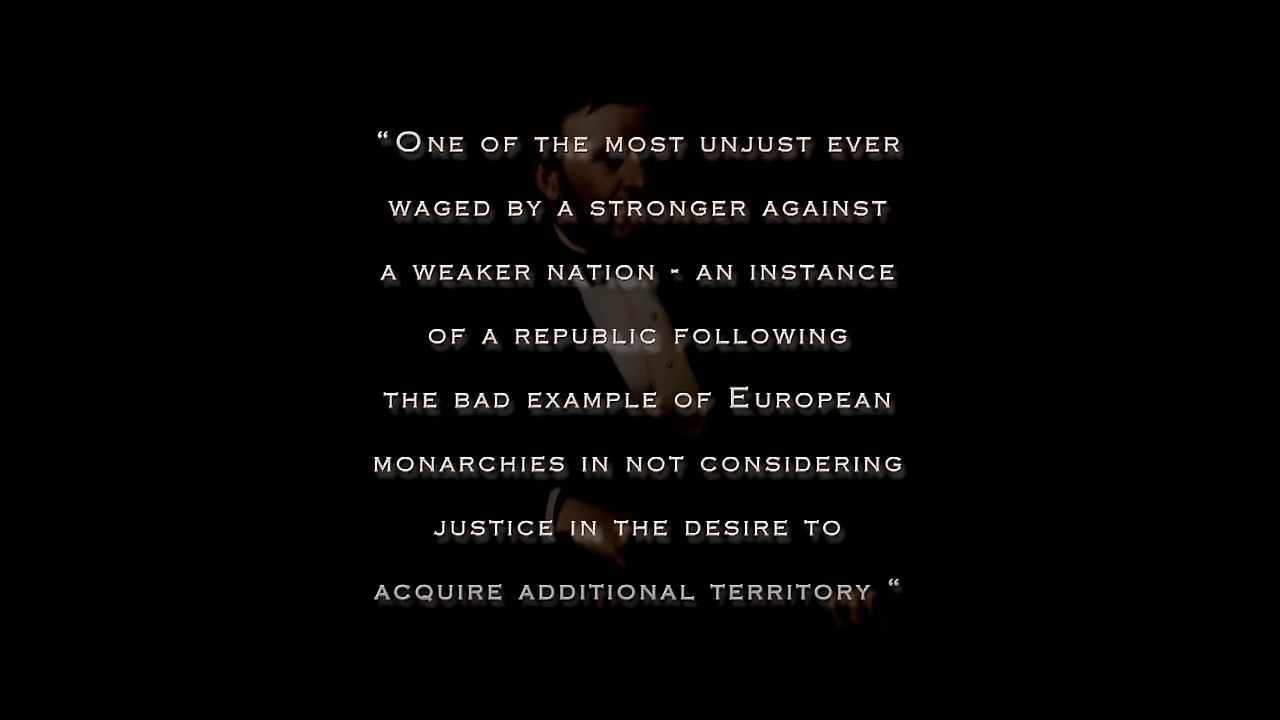 “One of the most unjust ever
waged by a stronger against
a weaker nation - an instance
of a republic following
the bad example of European
monarchies in not considering
justice in the desire to
acquire additional territory “